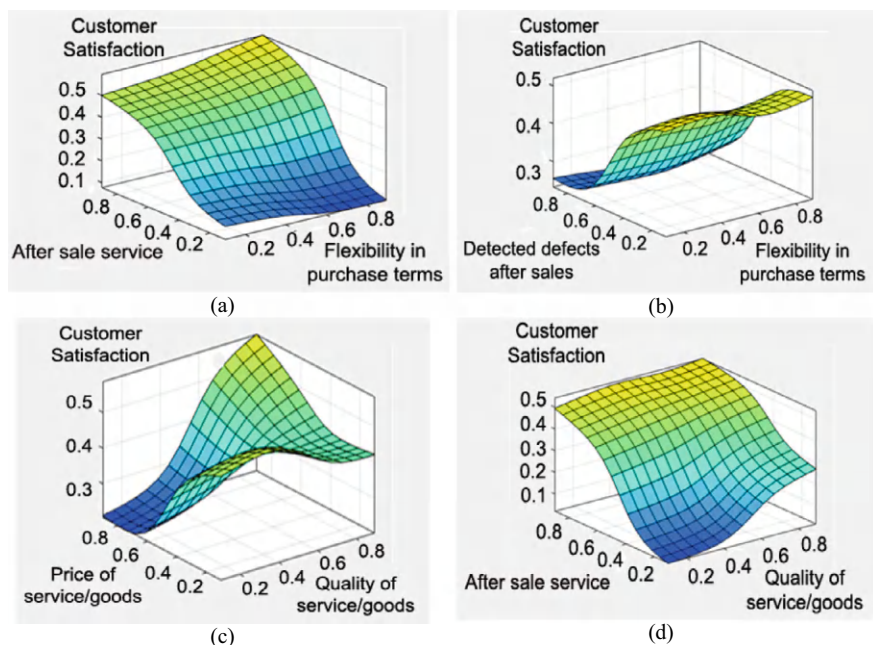 Customer
Satisfaction
0.5
0.4
0.3
0.2
0.1
0.8
0.6
0.4
0.2
After sale service
0.2
0.4
0.6
0.8
Flexibility in
purchase terms
(a)
Customer
Satisfaction
0.5
0.4
0.3
0.8
0.6
0.4
0.2
Detected defects
after sales
0.2
0.4
0.6
0.8
Flexibility in
purchase terms
(b)
Customer
Satisfaction
0.5
0.4
0.3
0.8
0.6
0.4
0.2
Price of
service/goods
0.2
0.4
0.6
0.8
Quality of
service/goods
(c)
Customer
Satisfaction
0.5
0.4
0.3
0.2
0.1
0.8
0.6
0.4
0.2
After sale service
0.2
0.4
0.6
0.8
Quality of
service/goods
(d)